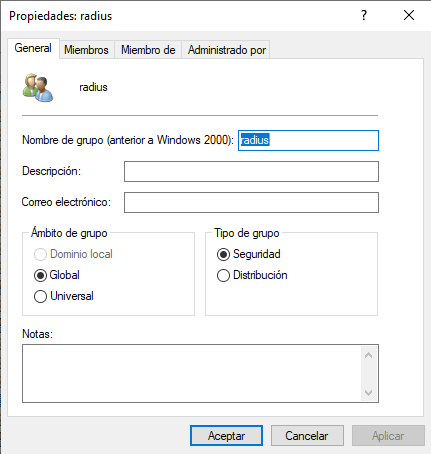 Propiedades: radius
?
General
Miembros
Miembro de
Administrado por
radius
Nombre de grupo (anterior a Windows 2000):
radius
Descripción:
Correo electrónico:
Ámbito de grupo
Dominio local
Global
Universal
Tipo de grupo
Seguridad
Distribución
Notas:
Aceptar
Cancelar
Aplicar